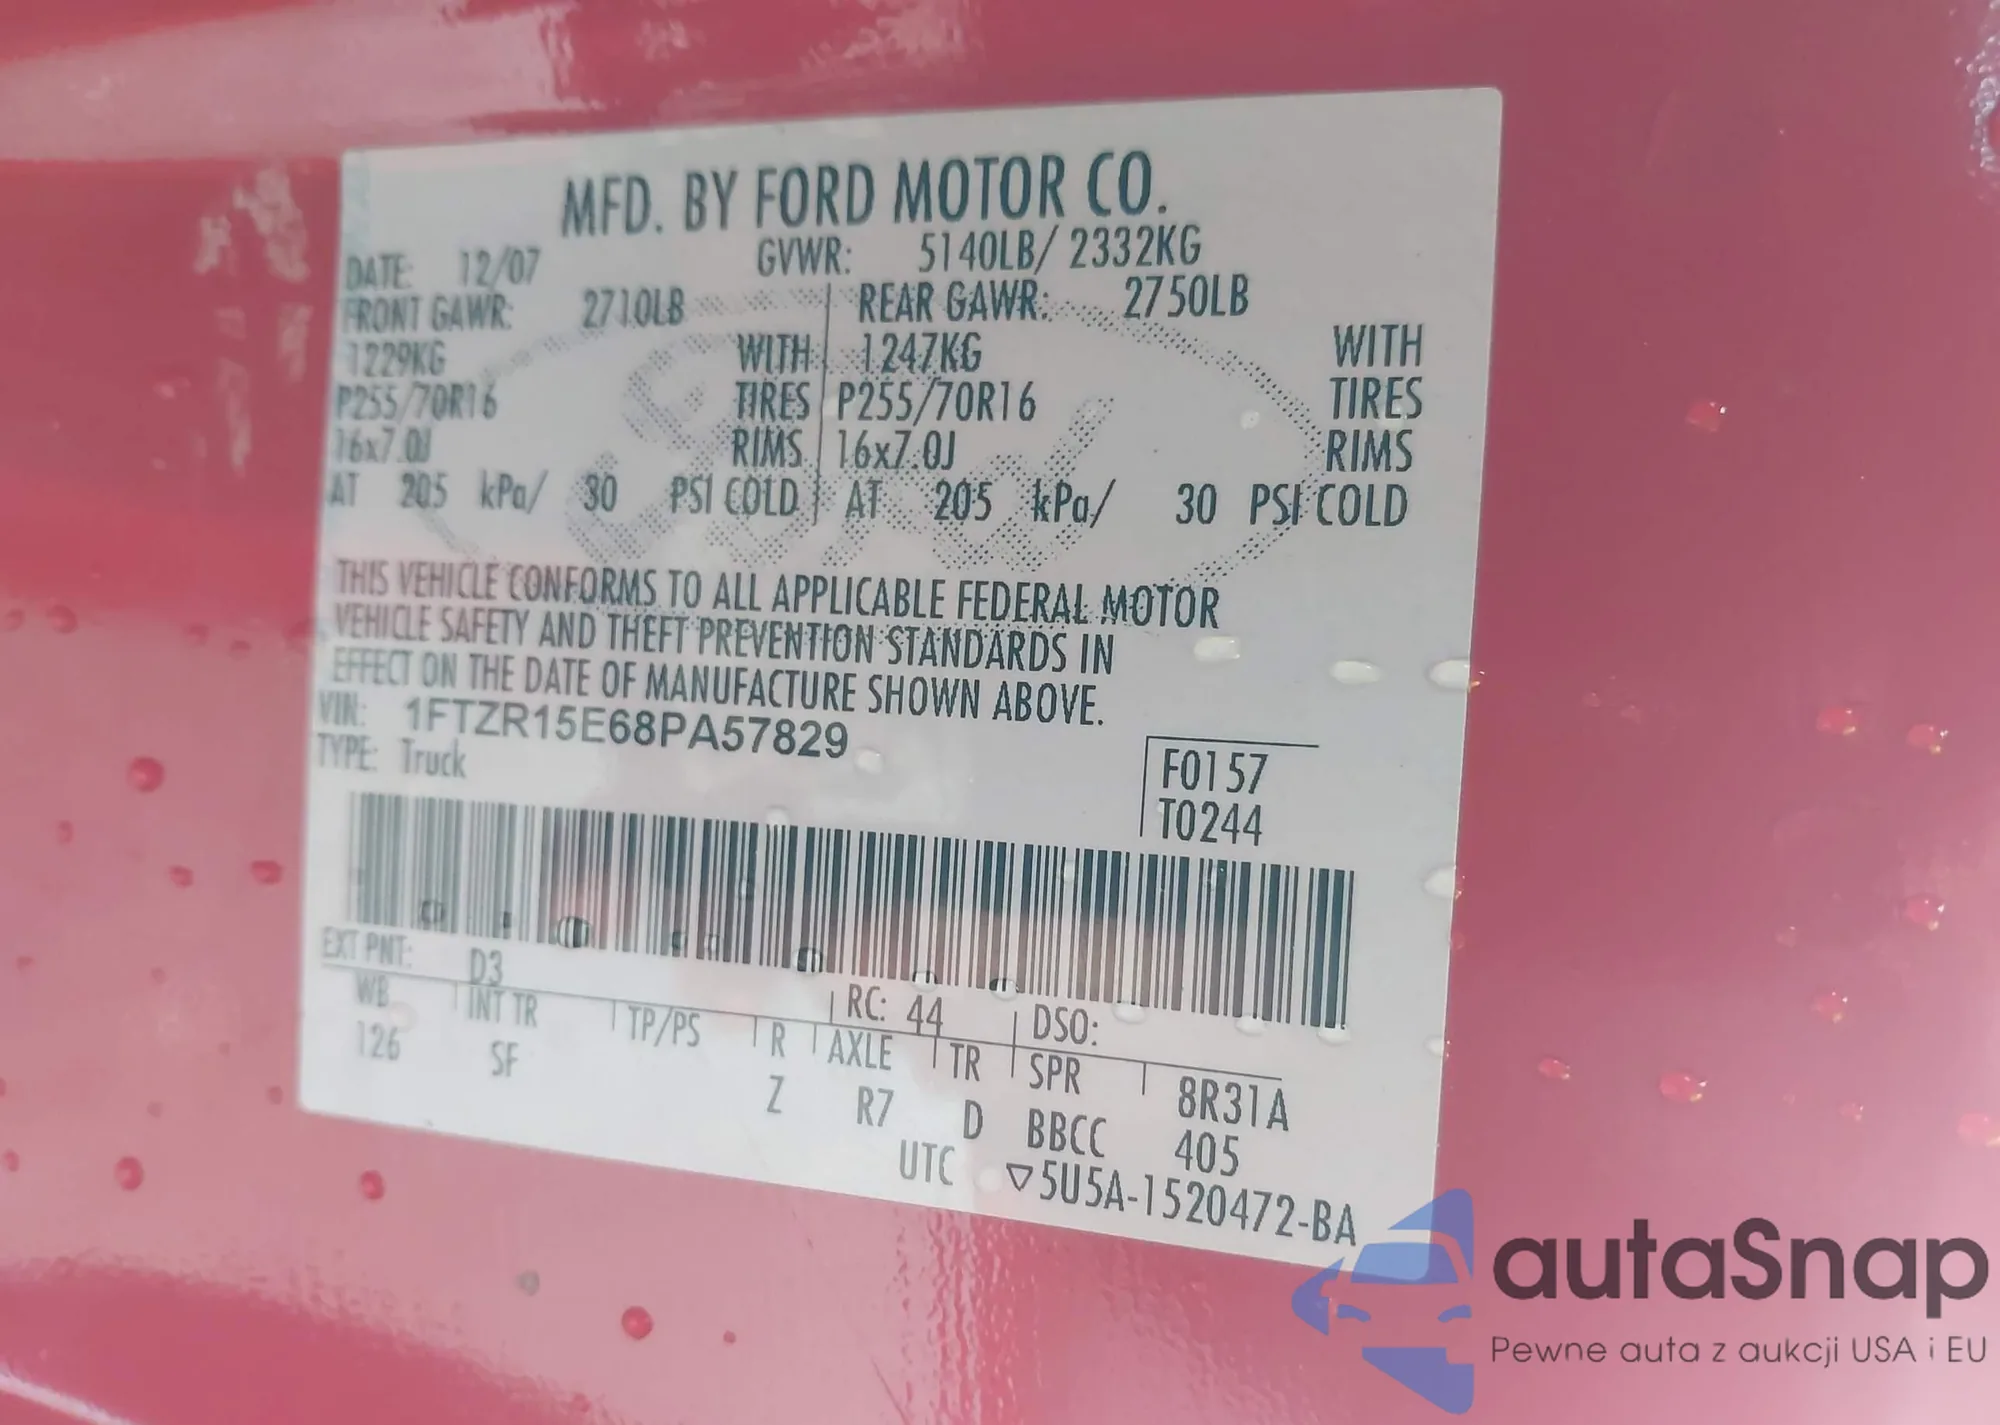 MFD. BY FORD MOTOR CO.
DATE: 12/07 GVWR: 5140LB/ 2332KG
FRONT GAWR: 2710LB REAR GAWR: 2750LB
1229KG WITH 1247KG WITH
P255/70R16 TIRES P255/70R16 TIRES
16x7.0J RIMS 16x7.0J RIMS
AT 205 kPa/ 30 PSI COLD AT 205 kPa/ 30 PSI COLD
THIS VEHICLE CONFORMS TO ALL APPLICABLE FEDERAL MOTOR
VEHICLE SAFETY AND THEFT PREVENTION STANDARDS IN
EFFECT ON THE DATE OF MANUFACTURE SHOWN ABOVE.
VIN: 1FTZR15E68PA57829
TYPE: Truck
F0157
T0244
EXT PNT: D3 RC: 44 DSO:
WB INT TR TP/PS R AXLE TR SPR 8R31A
126 SF Z R7 D BBCC 405
UTC ▽5U5A-1520472-BA
Ford
autaSnap
Pewne auta z aukcji USA i EU